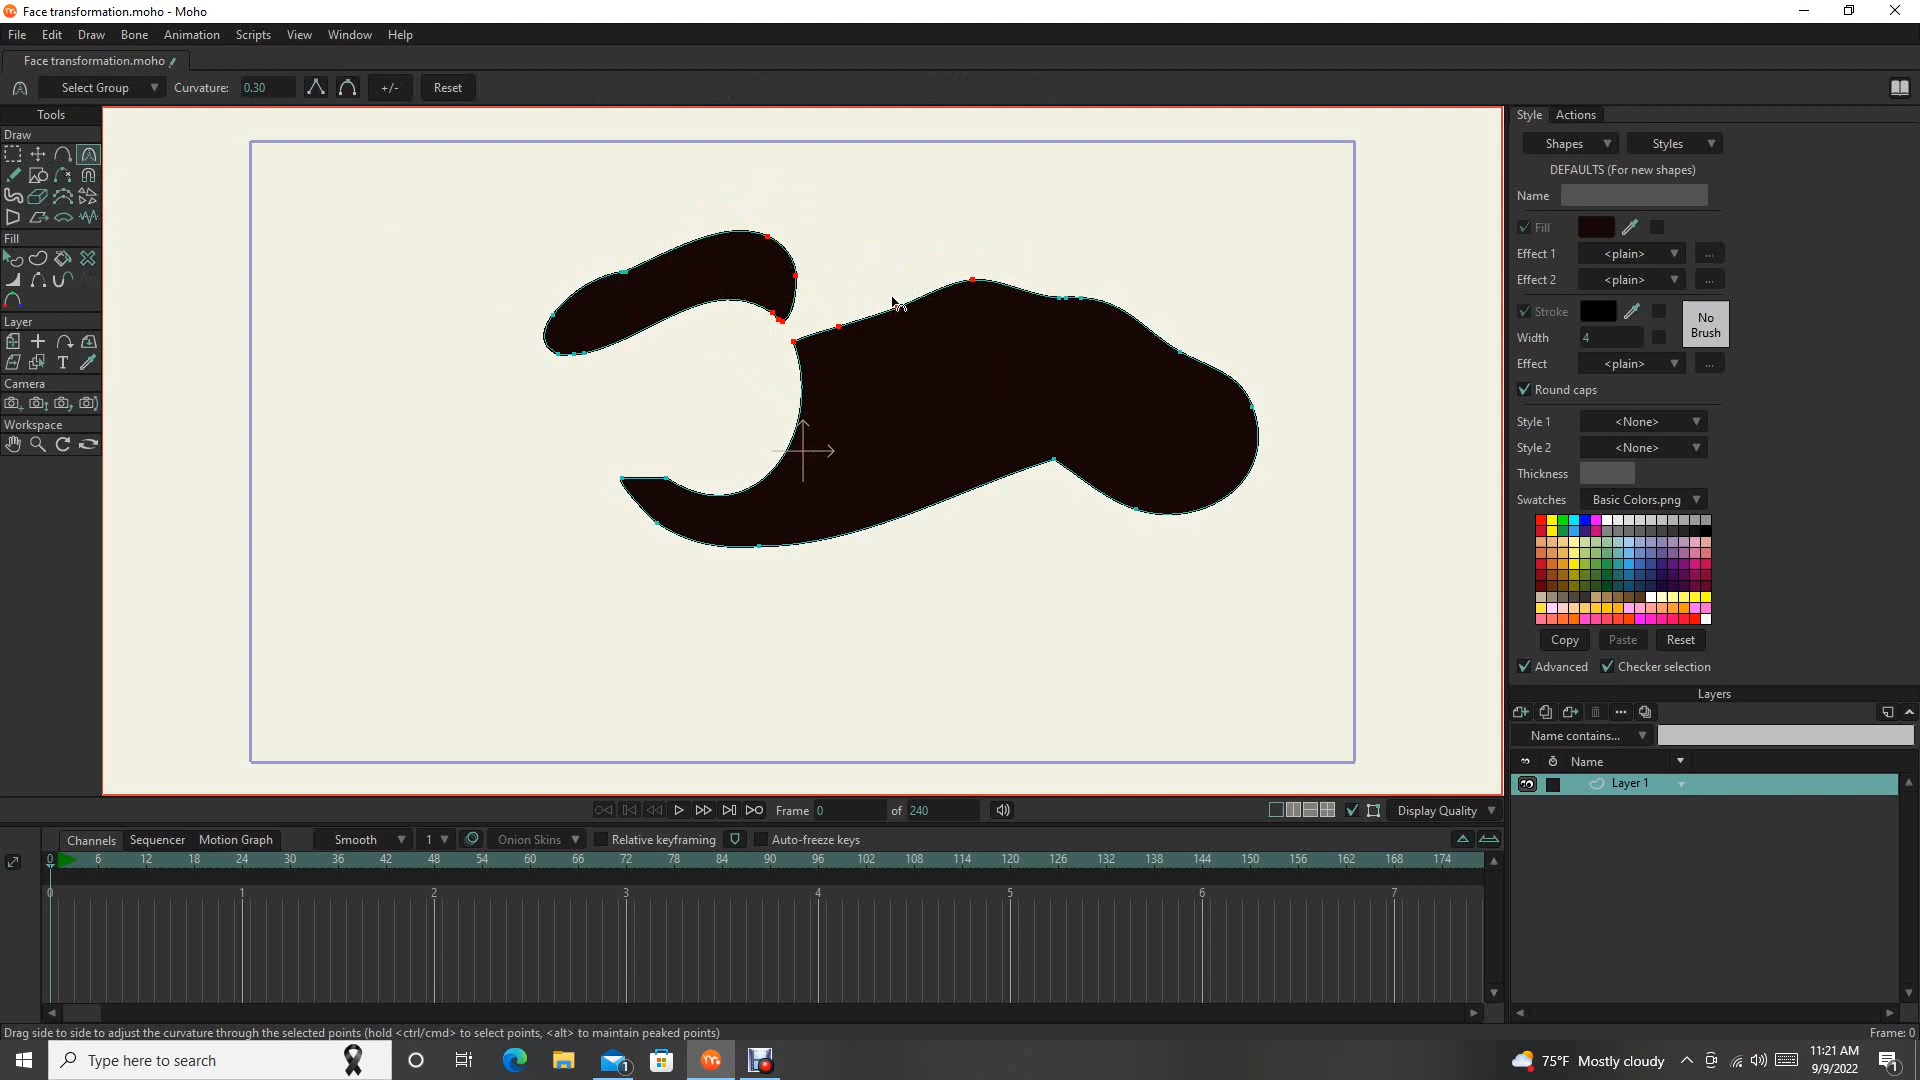 Face transformation.moho - Moho
File Edit Draw Bone Animation Scripts View Window Help
Face transformation.moho
Select Group Curvature: 0.30 +/- Reset
Tools
Draw
Fill
Layer
Camera
Workspace
Style Actions
Shapes Styles
DEFAULTS (For new shapes)
Name
Fill
Effect 1 <plain> ...
Effect 2 <plain> ...
Stroke
No Brush
Width 4
Effect <plain> ...
Round caps
Style 1 <None>
Style 2 <None>
Thickness
Swatches Basic Colors.png
Copy Paste Reset
Advanced Checker selection
Layers
Name contains...
Name
Layer 1
Frame 0 of 240 Display Quality
Channels Sequencer Motion Graph Smooth 1 Onion Skins Relative keyframing Auto-freeze keys
0 6 12 18 24 30 36 42 48 54 60 66 72 78 84 90 96 102 108 114 120 126 132 138 144 150 156 162 168 174
0 1 2 3 4 5 6 7
Drag side to side to adjust the curvature through the selected points (hold <ctrl/cmd> to select points, <alt> to maintain peaked points) Frame: 0
Type here to search 1 75°F Mostly cloudy 11:21 AM 1
9/9/2022